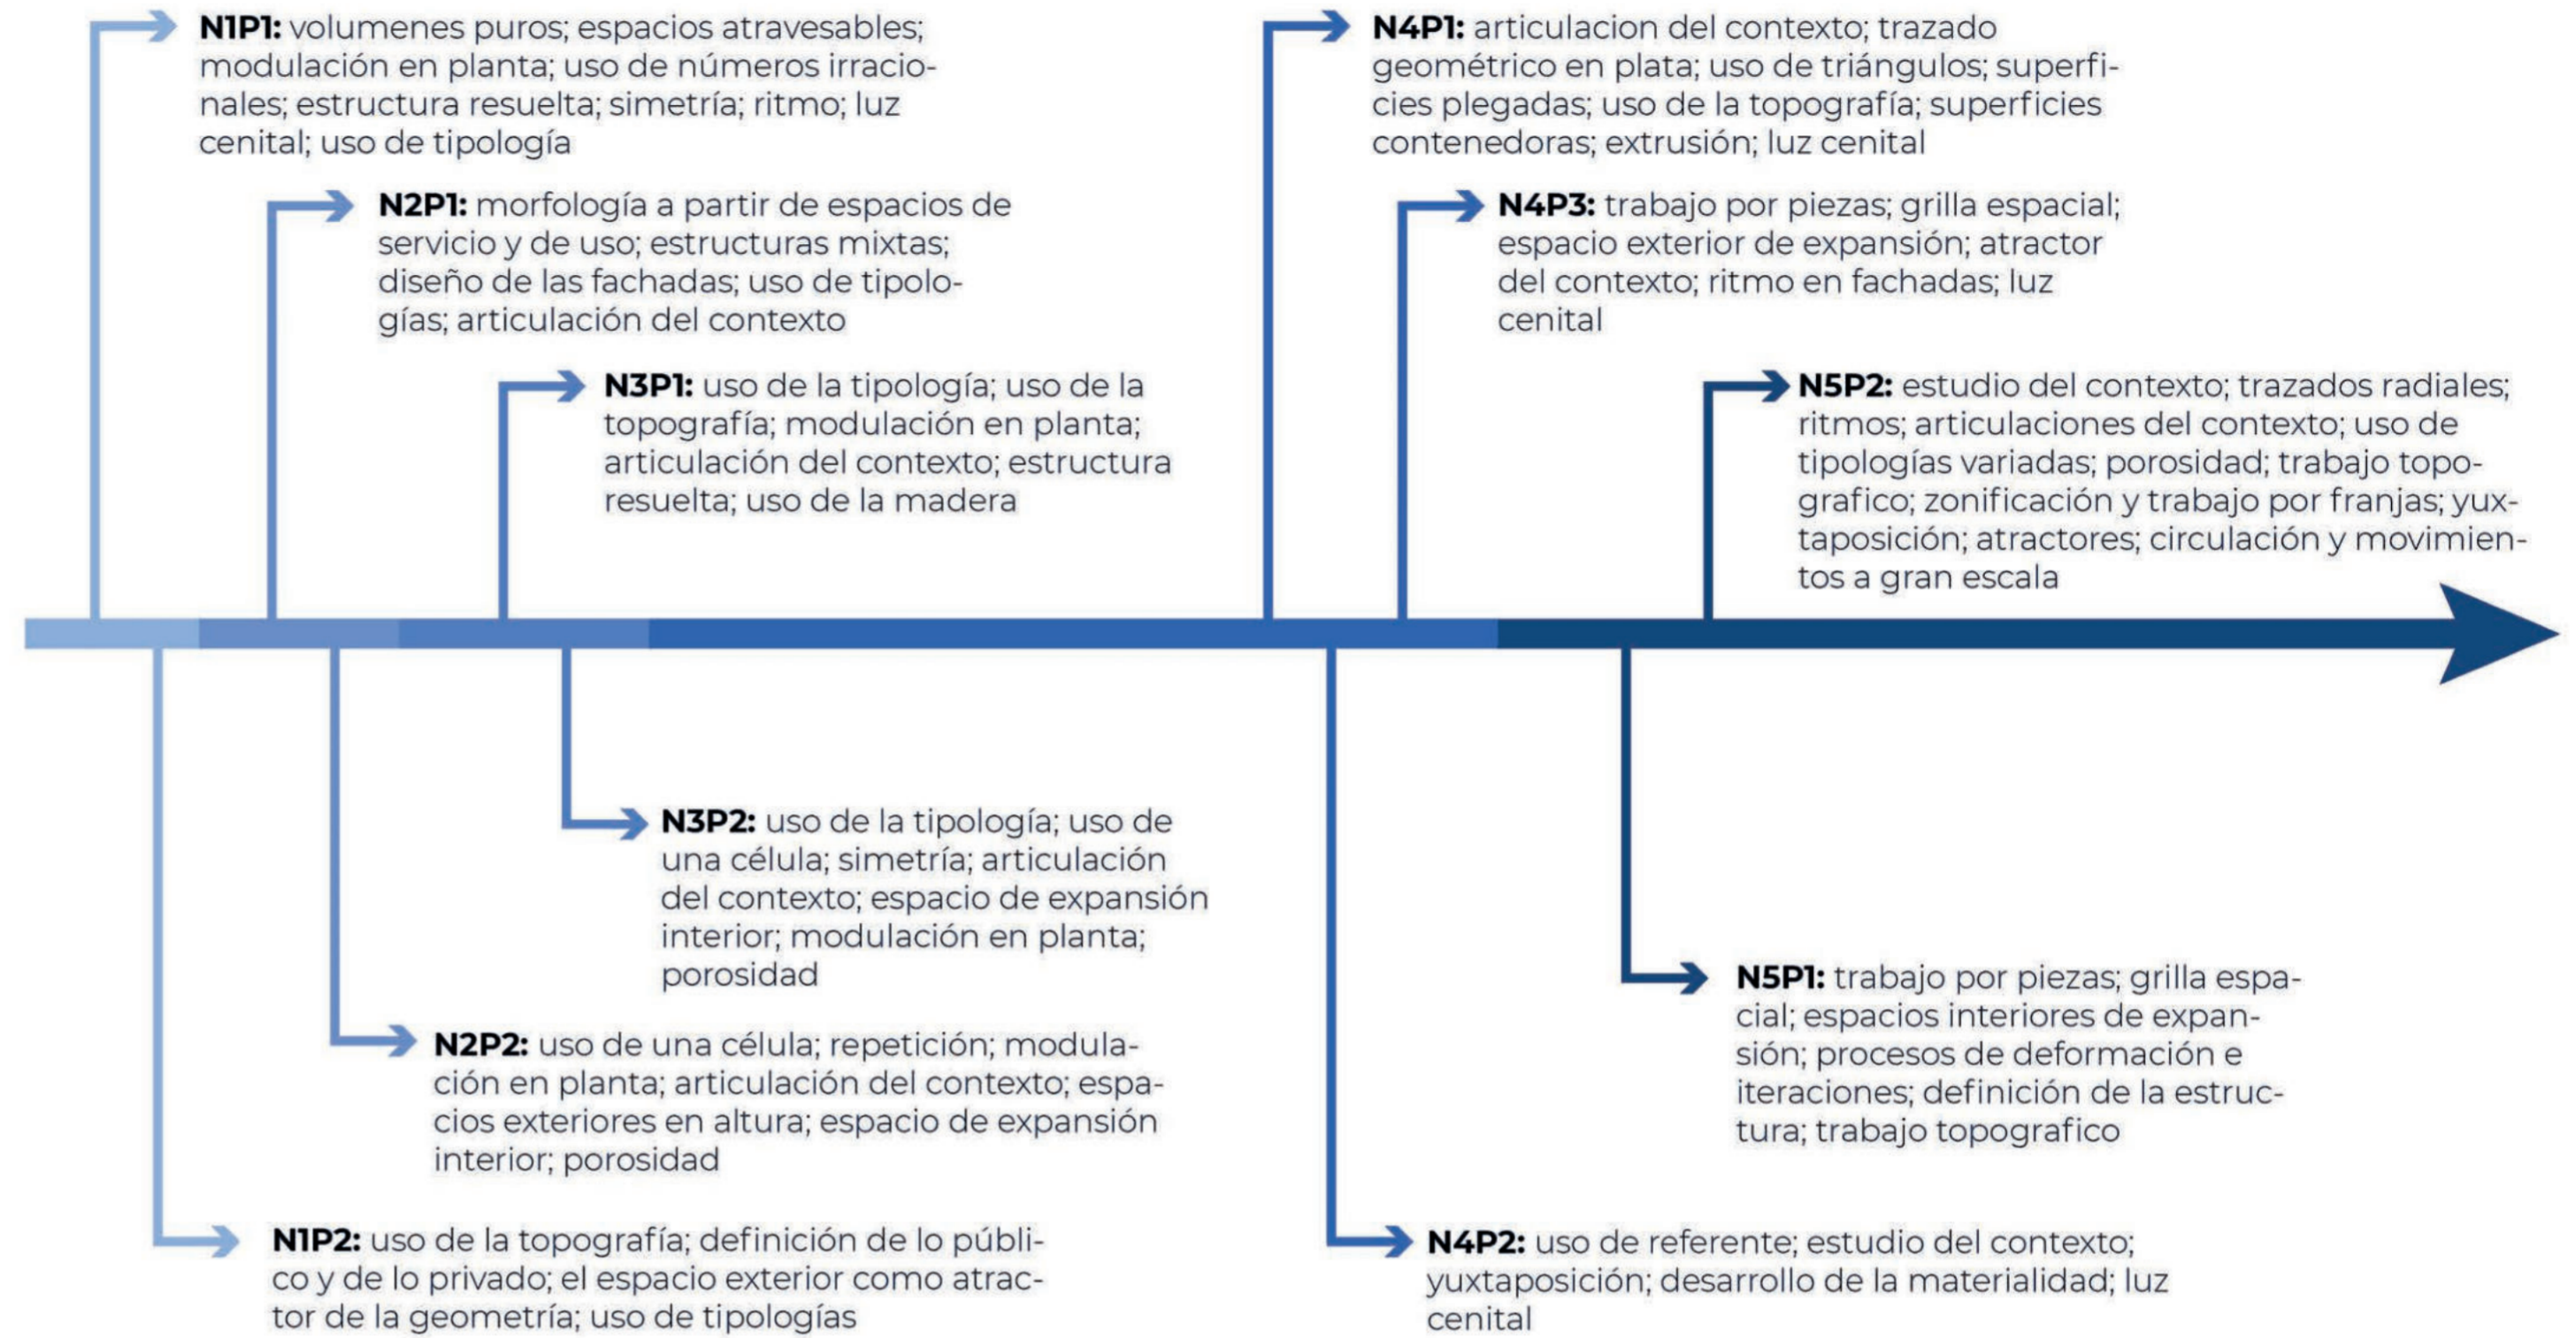 N1P1: volumenes puros; espacios atravesables;
modulación en planta; uso de números irracio-
nales; estructura resuelta; simetría; ritmo; luz
cenital; uso de tipología
N2P1: morfología a partir de espacios de
servicio y de uso; estructuras mixtas;
diseño de las fachadas; uso de tipolo-
gías; articulación del contexto
N3P1: uso de la tipología; uso de la
topografía; modulación en planta;
articulación del contexto; estructura
resuelta; uso de la madera
N4P1: articulacion del contexto; trazado
geométrico en plata; uso de triángulos; superfi-
cies plegadas; uso de la topografía; superficies
contenedoras; extrusión; luz cenital
N4P3: trabajo por piezas; grilla espacial;
espacio exterior de expansión; atractor
del contexto; ritmo en fachadas; luz
cenital
N5P2: estudio del contexto; trazados radiales;
ritmos; articulaciones del contexto; uso de
tipologías variadas; porosidad; trabajo topo-
grafico; zonificación y trabajo por franjas; yux-
taposición; atractores; circulación y movimien-
tos a gran escala
N3P2: uso de la tipología; uso de
una célula; simetría; articulación
del contexto; espacio de expansión
interior; modulación en planta;
porosidad
N2P2: uso de una célula; repetición; modula-
ción en planta; articulación del contexto; espa-
cios exteriores en altura; espacio de expansión
interior; porosidad
N1P2: uso de la topografía; definición de lo públi-
co y de lo privado; el espacio exterior como atrac-
tor de la geometría; uso de tipologías
N5P1: trabajo por piezas; grilla espa-
cial; espacios interiores de expan-
sión; procesos de deformación e
iteraciones; definición de la estruc-
tura; trabajo topografico
N4P2: uso de referente; estudio del contexto;
yuxtaposición; desarrollo de la materialidad; luz
cenital